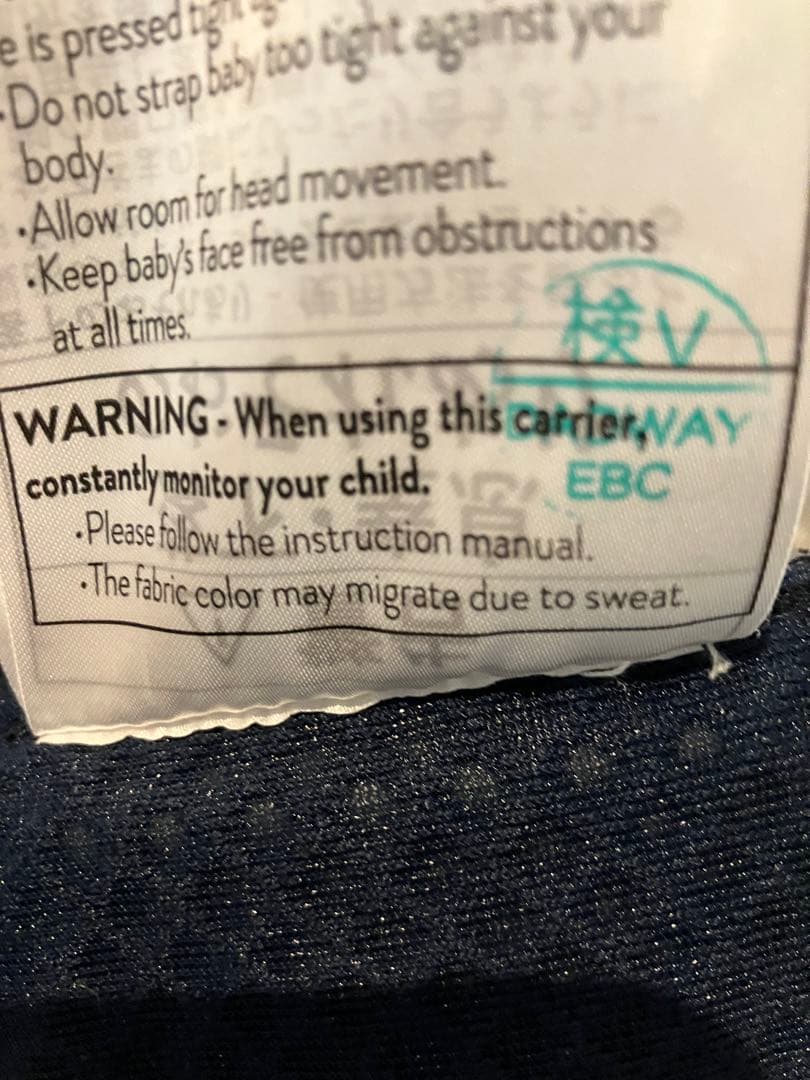 e is pressed tight
-Do not strap baby too tight against your
body.
•Allow room for head movement.
•Keep baby's face free from obstructions
at all times.
検 V
WAY
EBC
WARNING - When using this carrier,
constantly monitor your child.
•Please follow the instruction manual.
•The fabric color may migrate due to sweat.